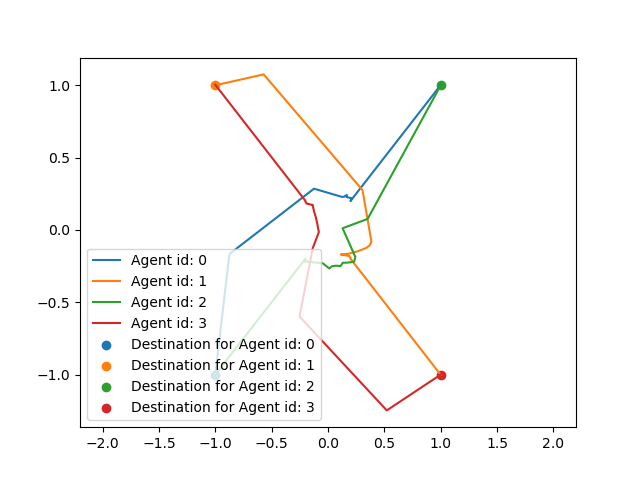 1.0
0.5
0.0
−0.5
−1.0
Agent id: 0
Agent id: 1
Agent id: 2
Agent id: 3
Destination for Agent id: 0
Destination for Agent id: 1
Destination for Agent id: 2
Destination for Agent id: 3
−2.0 −1.5 −1.0 −0.5 0.0 0.5 1.0 1.5 2.0